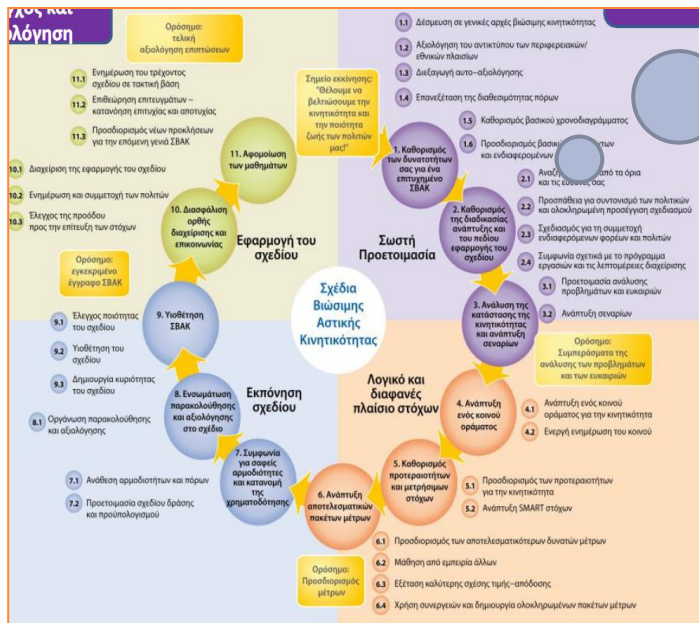 γχος και
ολόγηση
Ορόσημο:
τελική
αξιολόγηση επιπτώσεων
11.1 Ενημέρωση του τρέχοντος
σχεδίου σε τακτική βάση
11.2 Επιθεώρηση επιτευγμάτων –
κατανόηση επιτυχίας και αποτυχίας
11.3 Προσδιορισμός νέων προκλήσεων
για την επόμενη γενιά ΣΒΑΚ
10.1 Διαχείριση της εφαρμογής του σχεδίου
10.2 Ενημέρωση και συμμετοχή των πολιτών
10.3 Έλεγχος της προόδου
προς την επίτευξη των στόχων
Ορόσημο:
εγκεκριμένο
έγγραφο ΣΒΑΚ
9.1 Έλεγχος ποιότητας
του σχεδίου
9.2 Υιοθέτηση του
σχεδίου
9.3 Δημιουργία κυριότητας
του σχεδίου
8.1 Οργάνωση παρακολούθησης
και αξιολόγησης
7.1 Ανάθεση αρμοδιοτήτων και πόρων
7.2 Προετοιμασία σχεδίου δράσης
και προϋπολογισμού
Σημείο εκκίνησης:
"Θέλουμε να
βελτιώσουμε την
κινητικότητα και
την ποιότητα
ζωής των πολιτών
μας!"
11. Αφομοίωση
των μαθημάτων
10. Διασφάλιση
ορθής
διαχείρισης και
επικοινωνίας
9. Υιοθέτηση
ΣΒΑΚ
8. Ενσωμάτωση
παρακολούθησης
και αξιολόγησης
στο σχέδιο
7. Συμφωνία
για σαφείς
αρμοδιότητες
και κατανομή
της
χρηματοδότησης
6. Ανάπτυξη
αποτελεσματικών
πακέτων μέτρων
5. Καθορισμός
προτεραιοτήτων
και μετρήσιμων
στόχων
4. Ανάπτυξη
ενός κοινού
οράματος
3. Ανάλυση της
κατάστασης της
κινητικότητας
και ανάπτυξη
σεναρίων
2. Καθορισμός
της διαδικασίας
ανάπτυξης και
του πεδίου
εφαρμογής του
σχεδίου
1. Καθορισμός
των δυνατοτήτων
σας για ένα
επιτυχημένο
ΣΒΑΚ
Εφαρμογή του
σχεδίου
Σωστή
Προετοιμασία
Σχέδια
Βιώσιμης
Αστικής
Κινητικότητας
Εκπόνηση
σχεδίου
Λογικό και
διαφανές
πλαίσιο στόχων
1.1 Δέσμευση σε γενικές αρχές βιώσιμης κινητικότητας
1.2 Αξιολόγηση του αντικτύπου των περιφερειακών/
εθνικών πλαισίων
1.3 Διεξαγωγή αυτο–αξιολόγησης
1.4 Επανεξέταση της διαθεσιμότητας πόρων
1.5 Καθορισμός βασικού χρονοδιαγράμματος
1.6 Προσδιορισμός βασικ
και ενδιαφερομένων
2.1 από τα όρια
και τις σας
2.2 Προσπάθεια για συντονισμό των πολιτικών
και ολοκληρωμένη προσέγγιση σχεδιασμού
2.3 Σχεδιασμός για τη συμμετοχή
ενδιαφερόμενων φορέων και πολιτών
2.4 Συμφωνία σχετικά με το πρόγραμμα
εργασιών και τις λεπτομέρειες διαχείρισης
3.1 Προετοιμασία ανάλυσης
προβλημάτων και ευκαιριών
3.2 Ανάπτυξη σεναρίων
Ορόσημο:
Συμπεράσματα της
ανάλυσης των προβλημάτων
και των ευκαιριών
4.1 Ανάπτυξη ενός κοινού
οράματος για την κινητικότητα
4.2 Ενεργή ενημέρωση του κοινού
5.1 Προσδιορισμός των προτεραιοτήτων
για την κινητικότητα
5.2 Ανάπτυξη SMART στόχων
Ορόσημο:
Προσδιορισμός
μέτρων
6.1 Προσδιορισμός των αποτελεσματικότερων δυνατών μέτρων
6.2 Μάθηση από εμπειρία άλλων
6.3 Εξέταση καλύτερης σχέσης τιμής–απόδοσης
6.4 Χρήση συνεργειών και δημιουργία ολοκληρωμένων πακέτων μέτρων